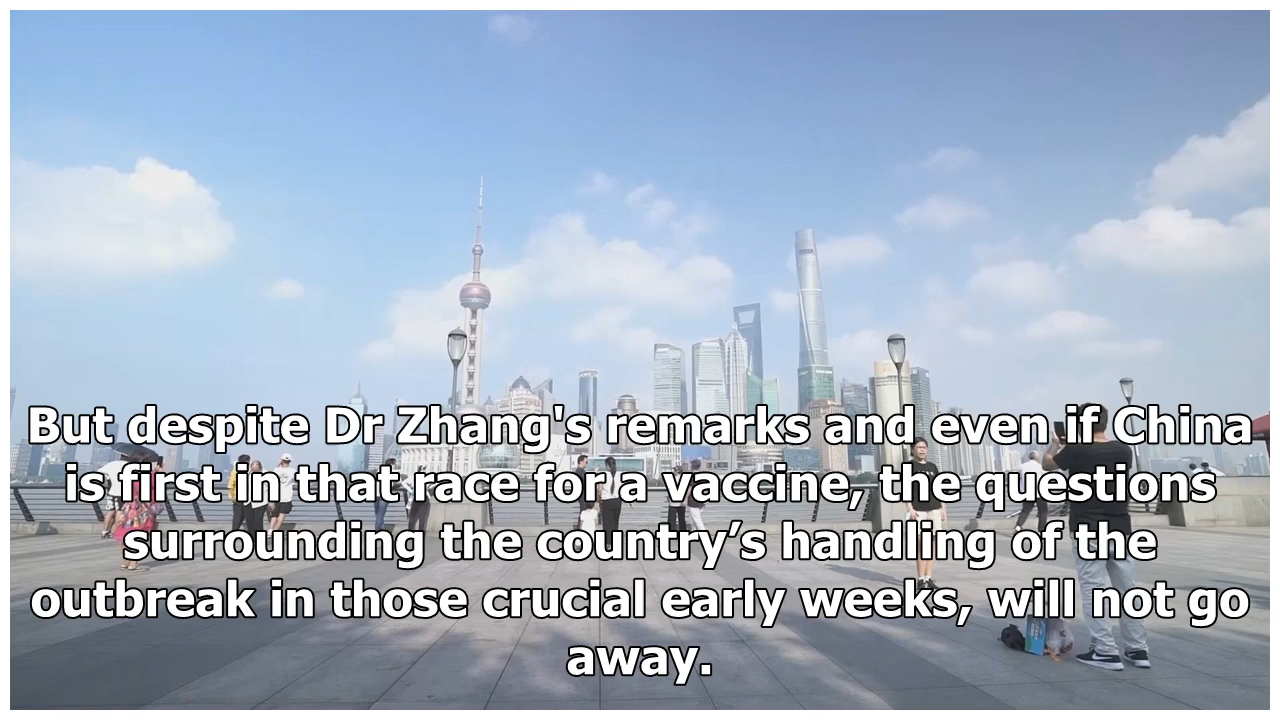 But despite Dr Zhang's remarks and even if China
is first in that race for a vaccine, the questions
surrounding the country’s handling of the
outbreak in those crucial early weeks, will not go
away.